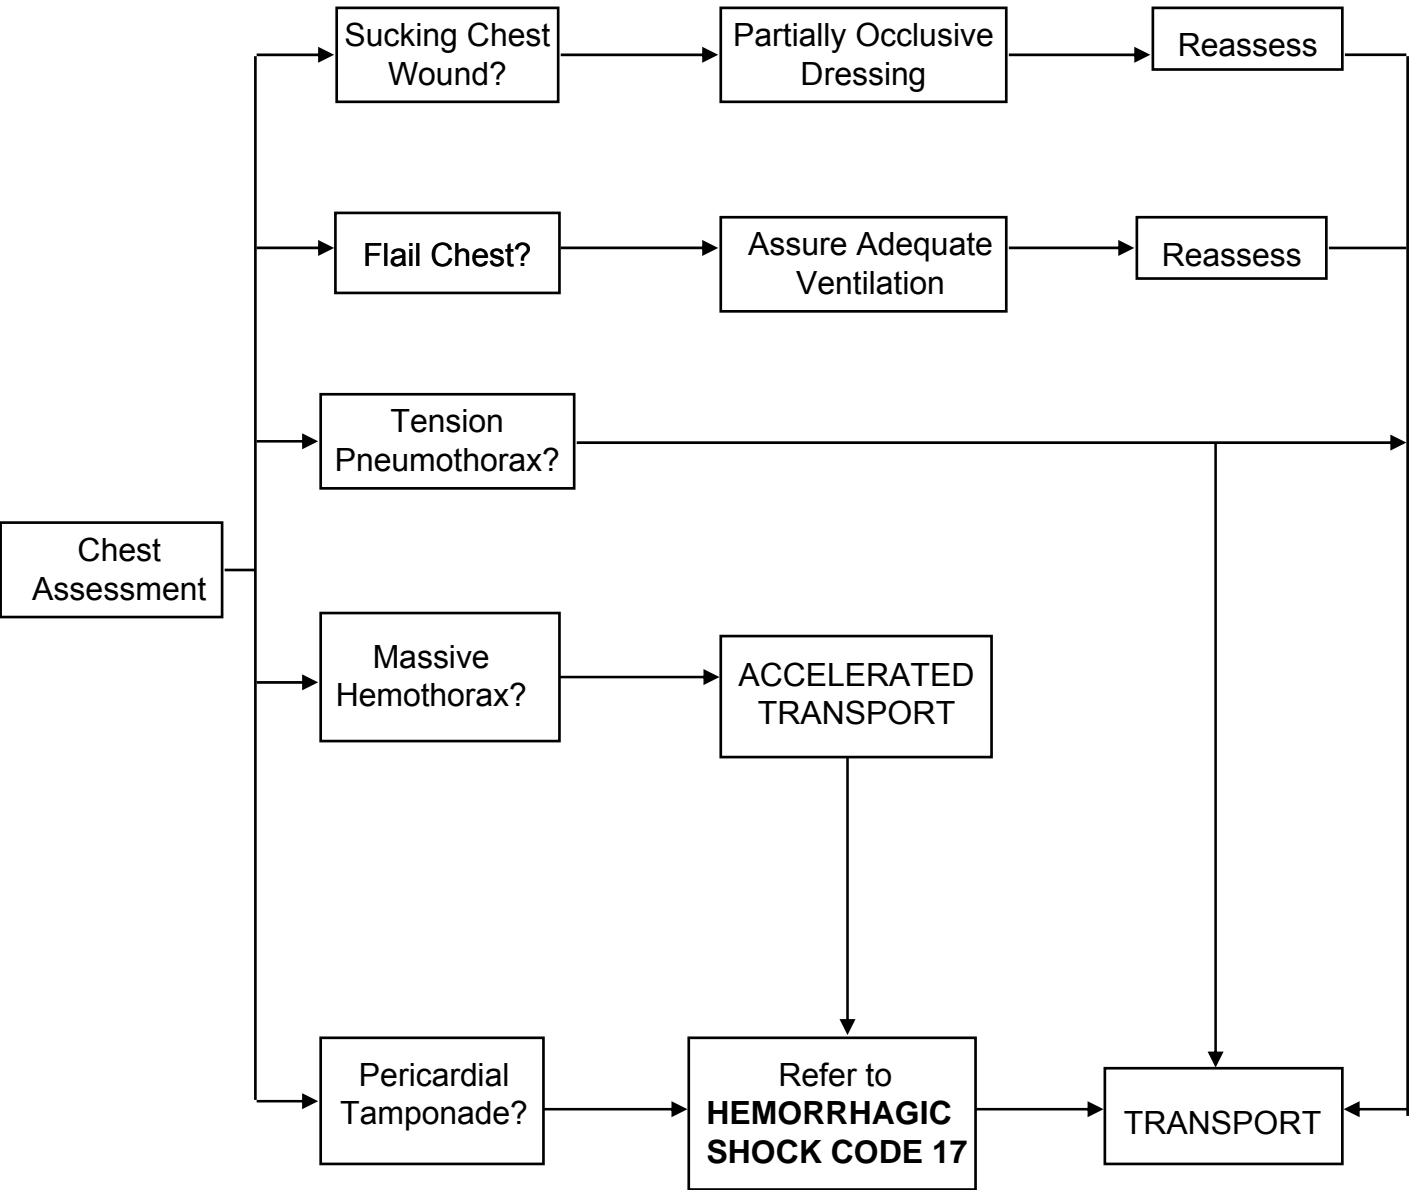 Sucking Chest
Wound?
Partially Occlusive
Dressing
Reassess
Flail Chest?
Assure Adequate
Ventilation
Reassess
Tension
Pneumothorax?
Chest
Assessment
Massive
Hemothorax?
ACCELERATED
TRANSPORT
Pericardial
Tamponade?
Refer to
HEMORRHAGIC
SHOCK CODE 17
TRANSPORT